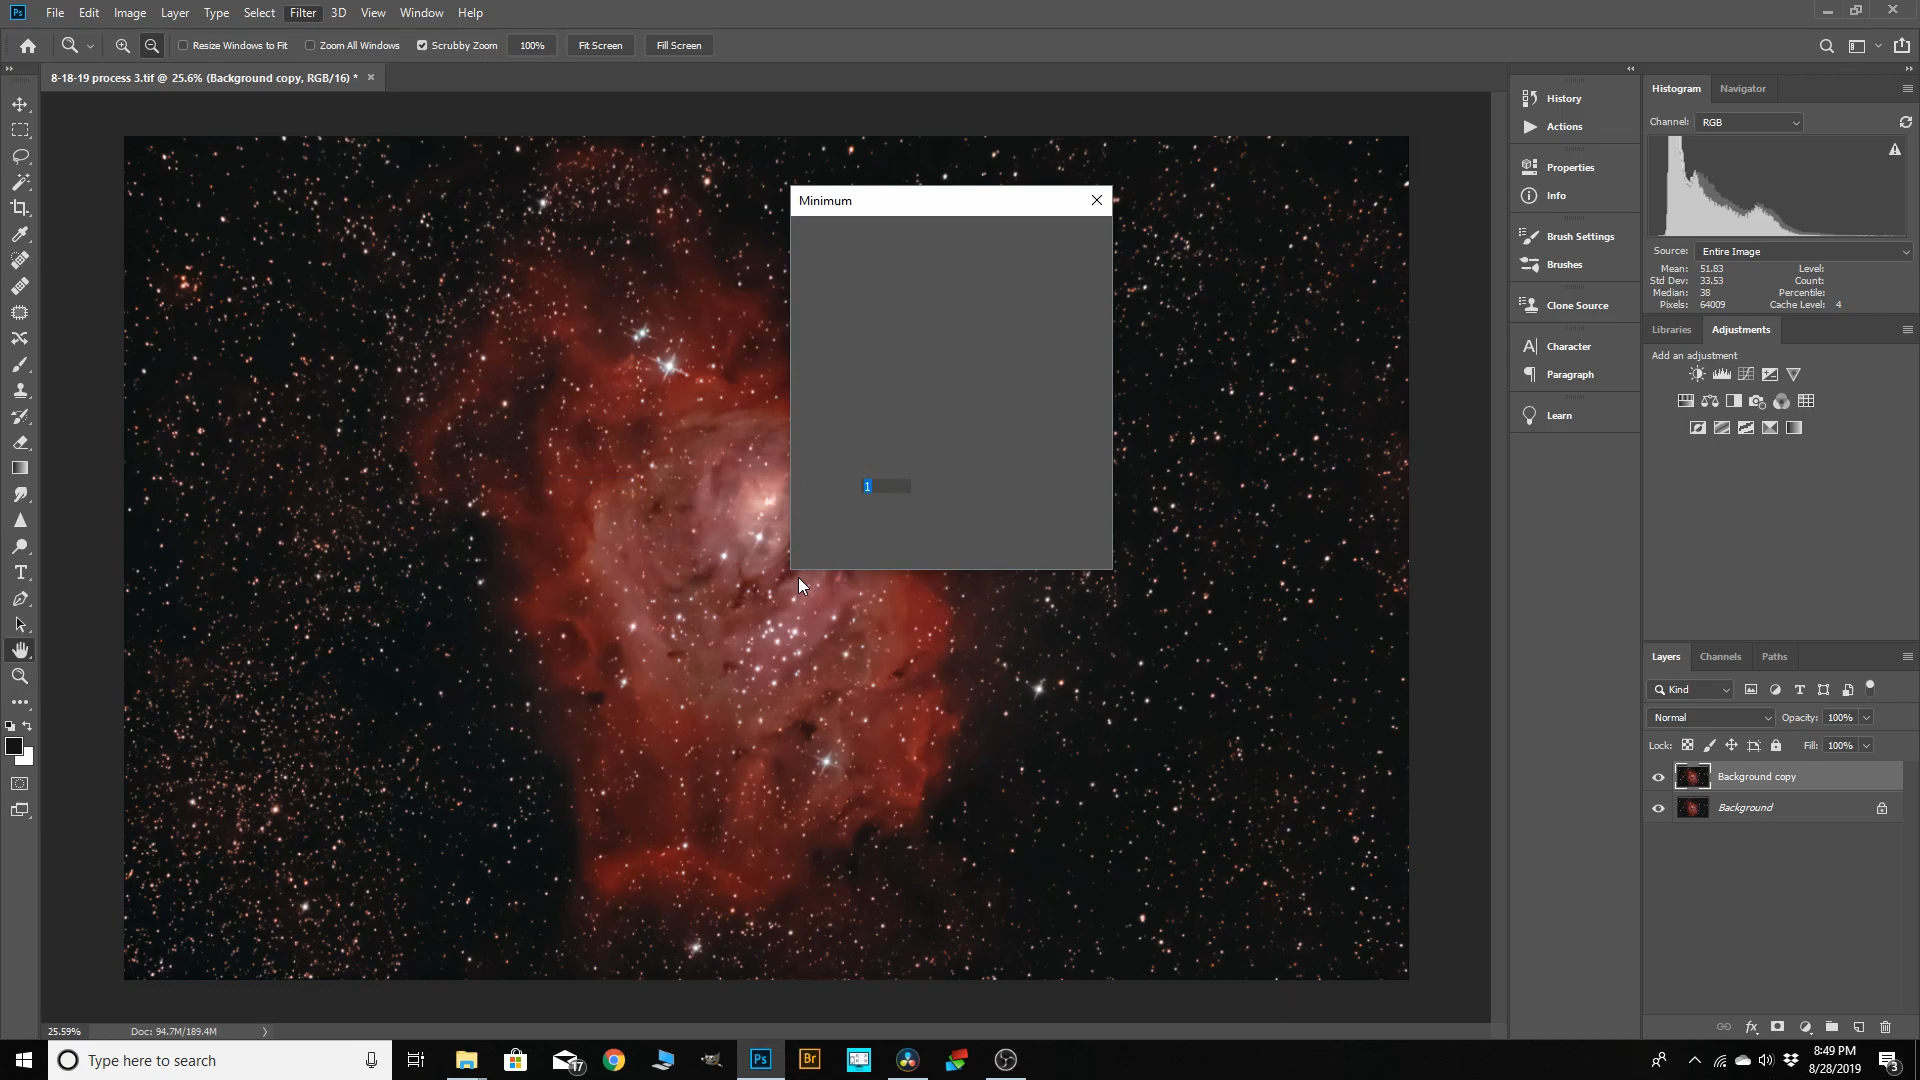 Ps File Edit Image Layer Type Select Filter 3D View Window Help
Resize Windows to Fit Zoom All Windows Scrubby Zoom 100% Fit Screen Fill Screen
8-18-19 process 3.tif @ 25.6% (Background copy, RGB/16) *
Minimum
1
25.59% Doc: 94.7M/189.4M
History
Actions
Properties
Info
Brush Settings
Brushes
Clone Source
Character
Paragraph
Learn
Histogram Navigator
Channel: RGB
Source: Entire Image
Mean: 51.83 Level:
Std Dev: 33.53 Count:
Median: 38 Percentile:
Pixels: 64009 Cache Level: 4
Libraries Adjustments
Add an adjustment
Layers Channels Paths
Kind
Normal Opacity: 100%
Lock: Fill: 100%
Background copy
Background
Type here to search
17
Ps
Br
8:49 PM
8/28/2019
3